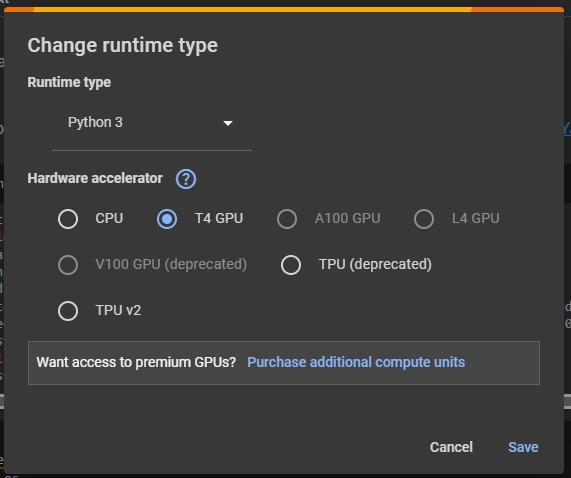 Change runtime type
Runtime type
Python 3
Hardware accelerator ?
CPU T4 GPU A100 GPU L4 GPU
V100 GPU (deprecated) TPU (deprecated)
TPU v2
Want access to premium GPUs? Purchase additional compute units
Cancel Save